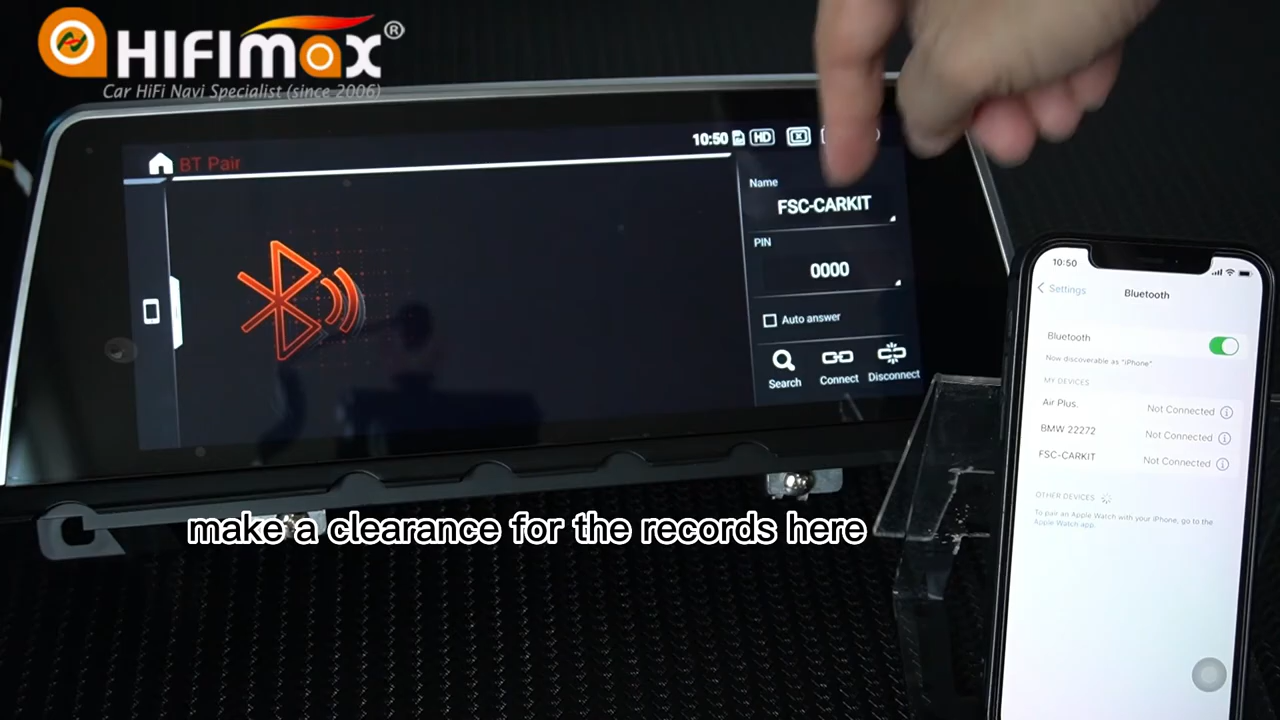 HIFIMAX®
Car HiFi Navi Specialist (since 2006)
BT Pair
10:50 HD
Name
FSC-CARKIT
PIN
0000
Auto answer
Search Connect Disconnect
10:50
Settings Bluetooth
Bluetooth
Now discoverable as "iPhone"
MY DEVICES
Air Plus. Not Connected
BMW 22272 Not Connected
FSC-CARKIT Not Connected
OTHER DEVICES
To pair an Apple Watch with your iPhone, go to the
Apple Watch app.
make a clearance for the records here